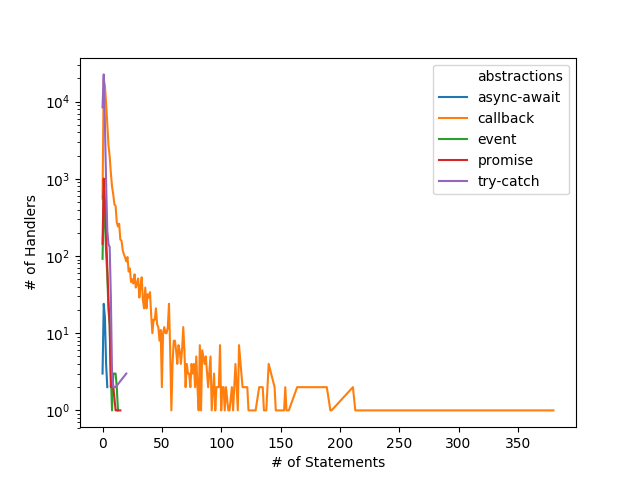 abstractions
async-await
callback
event
promise
try-catch
10⁴
10³
10²
10¹
10⁰
# of Handlers
0 50 100 150 200 250 300 350
# of Statements